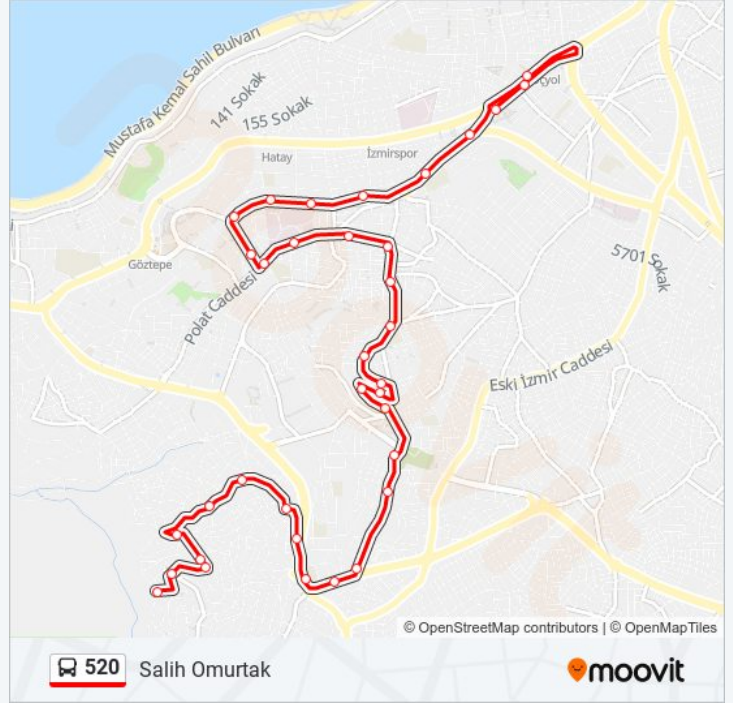 Mustafa Kemal Sahil Bulvarı
141 Sokak
155 Sokak
çyol
Hatay
İzmirspor
Göztepe
5701 Sokak
Polat Caddesi
Eski İzmir Caddesi
© OpenStreetMap contributors | © OpenMapTiles
520 Salih Omurtak
moovit